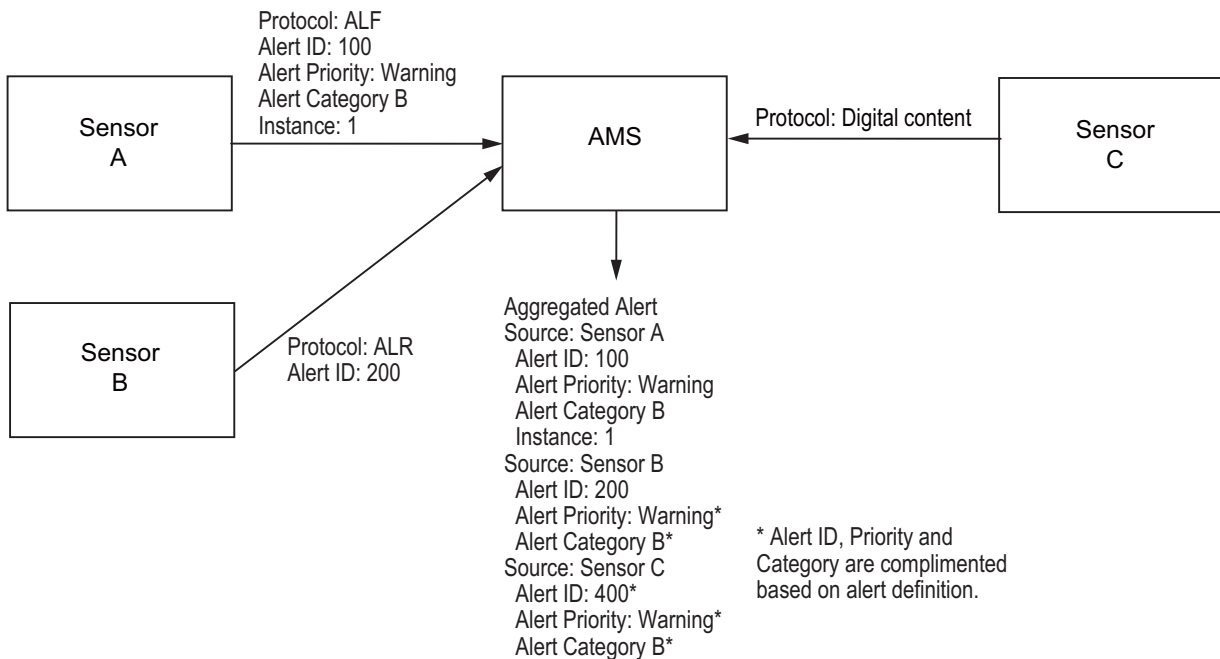 Protocol: ALF
Alert ID: 100
Alert Priority: Warning
Alert Category B
Instance: 1
Sensor
A
AMS
Protocol: Digital content
Sensor
C
Sensor
B
Protocol: ALR
Alert ID: 200
Aggregated Alert
Source: Sensor A
Alert ID: 100
Alert Priority: Warning
Alert Category B
Instance: 1
Source: Sensor B
Alert ID: 200
Alert Priority: Warning*
Alert Category B*
Source: Sensor C
Alert ID: 400*
Alert Priority: Warning*
Alert Category B*
* Alert ID, Priority and
Category are complimented
based on alert definition.